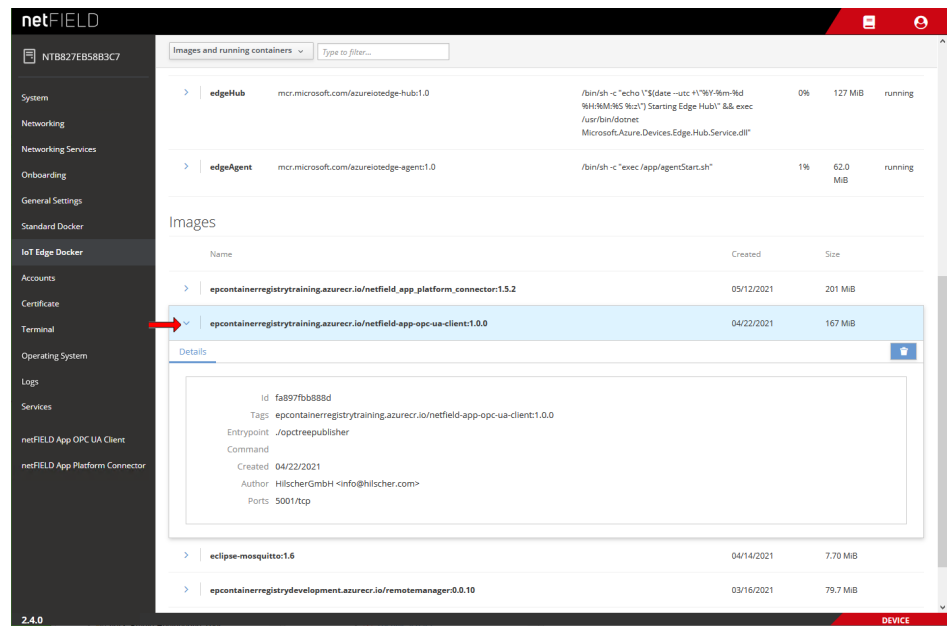 netFIELD
NTB827EB58B3C7
System
Networking
Networking Services
Onboarding
General Settings
Standard Docker
IoT Edge Docker
Accounts
Certificate
Terminal
Operating System
Logs
Services
netFIELD App OPC UA Client
netFIELD App Platform Connector
2.4.0
Images and running containers
Type to filter...
edgeHub mcr.microsoft.com/azureiotedge-hub:1.0 /bin/sh -c "echo \"$(date --utc +\"%Y-%m-%d 0% 127 MiB running
%H:%M:%S %:z\") Starting Edge Hub\" && exec
/usr/bin/dotnet
Microsoft.Azure.Devices.Edge.Hub.Service.dll"
edgeAgent mcr.microsoft.com/azureiotedge-agent:1.0 /bin/sh -c "exec /app/agentStart.sh" 1% 62.0 running
MiB
Images
Name Created Size
epcontainerregistrytraining.azurecr.io/netfield_app_platform_connector:1.5.2 05/12/2021 201 MiB
epcontainerregistrytraining.azurecr.io/netfield-app-opc-ua-client:1.0.0 04/22/2021 167 MiB
Details
Id fa897fbb888d
Tags epcontainerregistrytraining.azurecr.io/netfield-app-opc-ua-client:1.0.0
Entrypoint ./opctreepublisher
Command
Created 04/22/2021
Author HilscherGmbH <info@hilscher.com>
Ports 5001/tcp
eclipse-mosquitto:1.6 04/14/2021 7.70 MiB
epcontainerregistrydevelopment.azurecr.io/remotemanager:0.0.10 03/16/2021 79.7 MiB
DEVICE